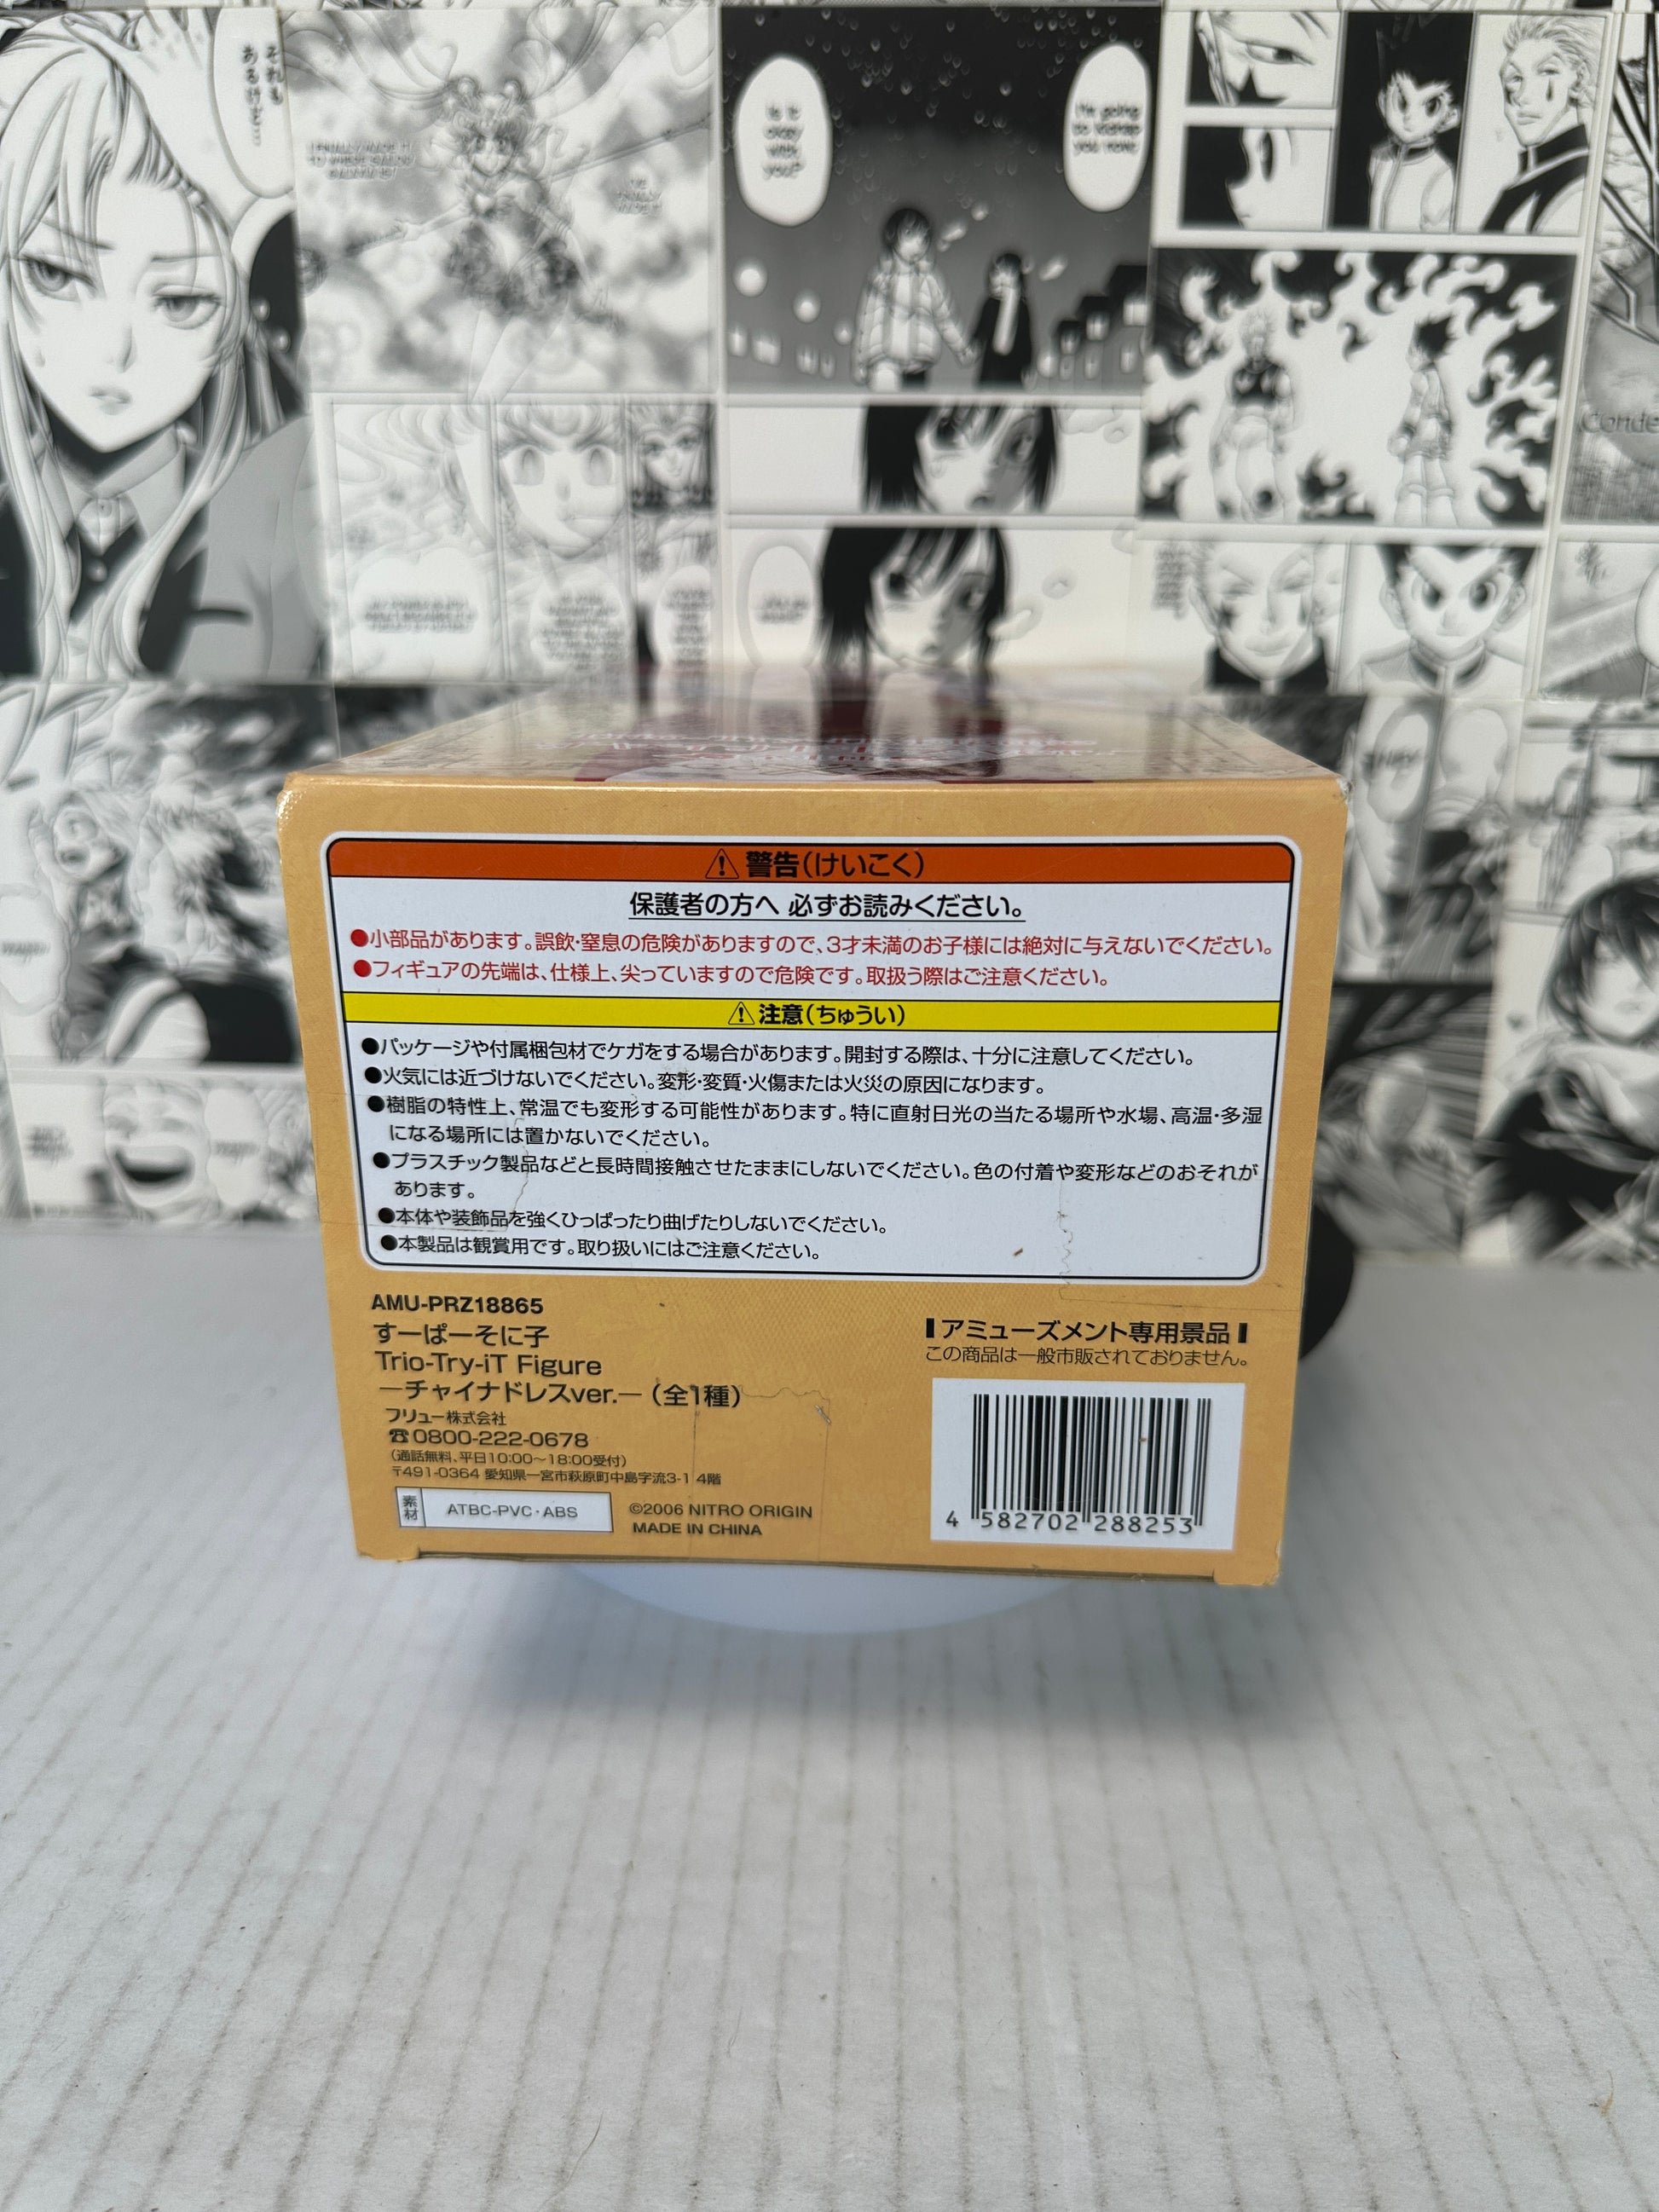 それも
あるけど…
Is it
okay
with
you?
I'm going
to kidnap
you now.
警告(けいこく)
保護者の方へ 必ずお読みください。
●小部品があります。誤飲・窒息の危険がありますので、3才未満のお子様には絶対に与えないでください。
●フィギュアの先端は、仕様上、尖っていますので危険です。取扱う際はご注意ください。
注意(ちゅうい)
●パッケージや付属梱包材でケガをする場合があります。開封する際は、十分に注意してください。
●火気には近づけないでください。変形・変質・火傷または火災の原因になります。
●樹脂の特性上、常温でも変形する可能性があります。特に直射日光の当たる場所や水場、高温・多湿
になる場所には置かないでください。
●プラスチック製品などと長時間接触させたままにしないでください。色の付着や変形などのおそれが
あります。
●本体や装飾品を強くひっぱったり曲げたりしないでください。
●本製品は観賞用です。取り扱いにはご注意ください。
AMU-PRZ18865
すーぱーそに子
Trio-Try-iT Figure
―チャイナドレスver.―(全1種)
フリュー株式会社
☎0800-222-0678
(通話無料、平日10:00～18:00受付)
〒491-0364 愛知県一宮市萩原町中島字流3-1 4階
素材 ATBC-PVC・ABS
©2006 NITRO ORIGIN
MADE IN CHINA
アミューズメント専用景品
この商品は一般市販されておりません。
4 582702 288253